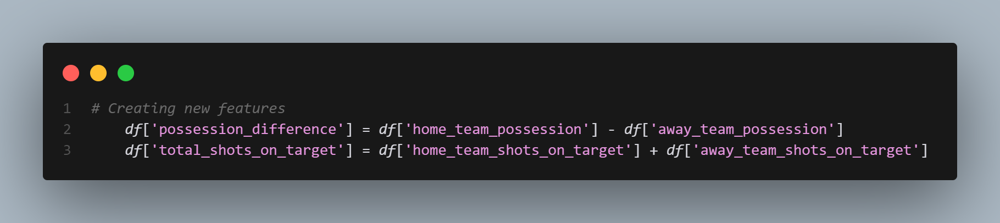 1 # Creating new features
2     df['possession_difference'] = df['home_team_possession'] - df['away_team_possession']
3     df['total_shots_on_target'] = df['home_team_shots_on_target'] + df['away_team_shots_on_target']